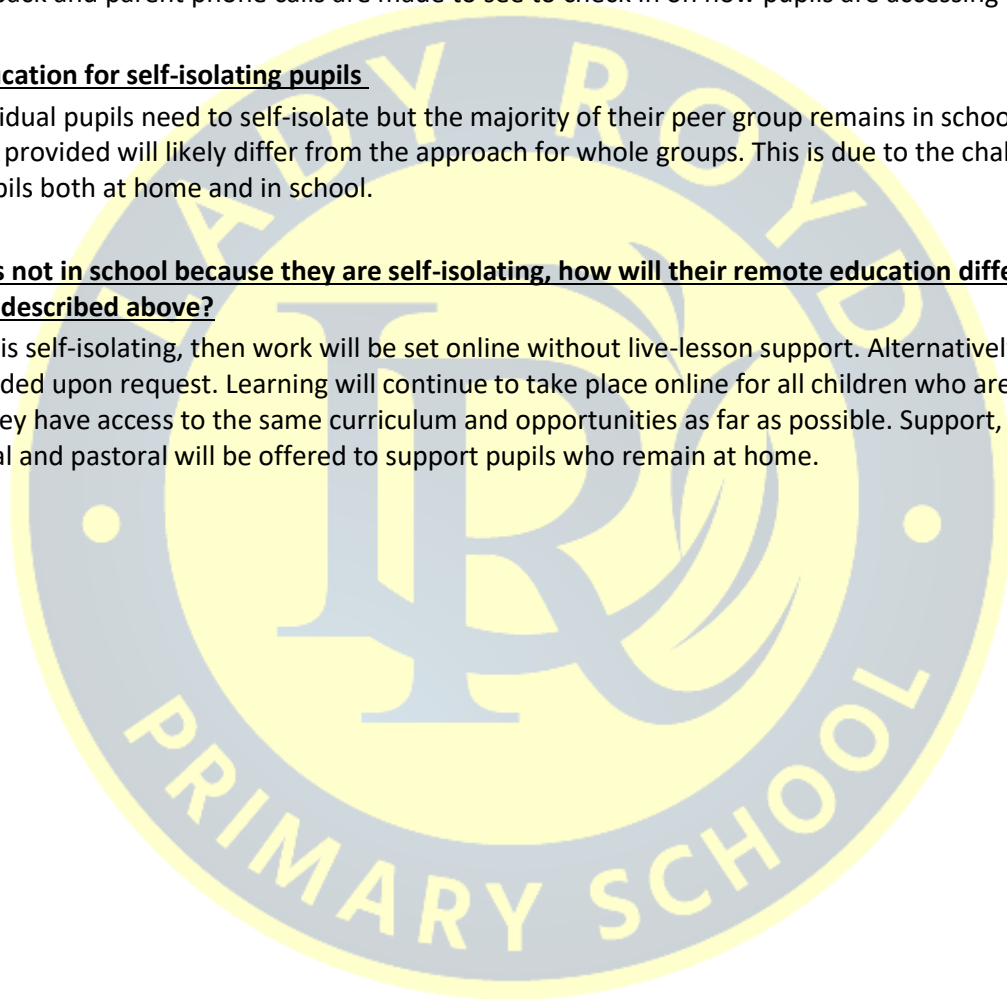 back and parent phone calls are made to see to check in on how pupils are accessing
cation for self-isolating pupils
idual pupils need to self-isolate but the majority of their peer group remains in schoo
provided will likely differ from the approach for whole groups. This is due to the chal
pils both at home and in school.
s not in school because they are self-isolating, how will their remote education diffe
described above?
is self-isolating, then work will be set online without live-lesson support. Alternativel
ded upon request. Learning will continue to take place online for all children who are
ey have access to the same curriculum and opportunities as far as possible. Support,
al and pastoral will be offered to support pupils who remain at home.
LADY ROYD
LR
PRIMARY SCHOOL